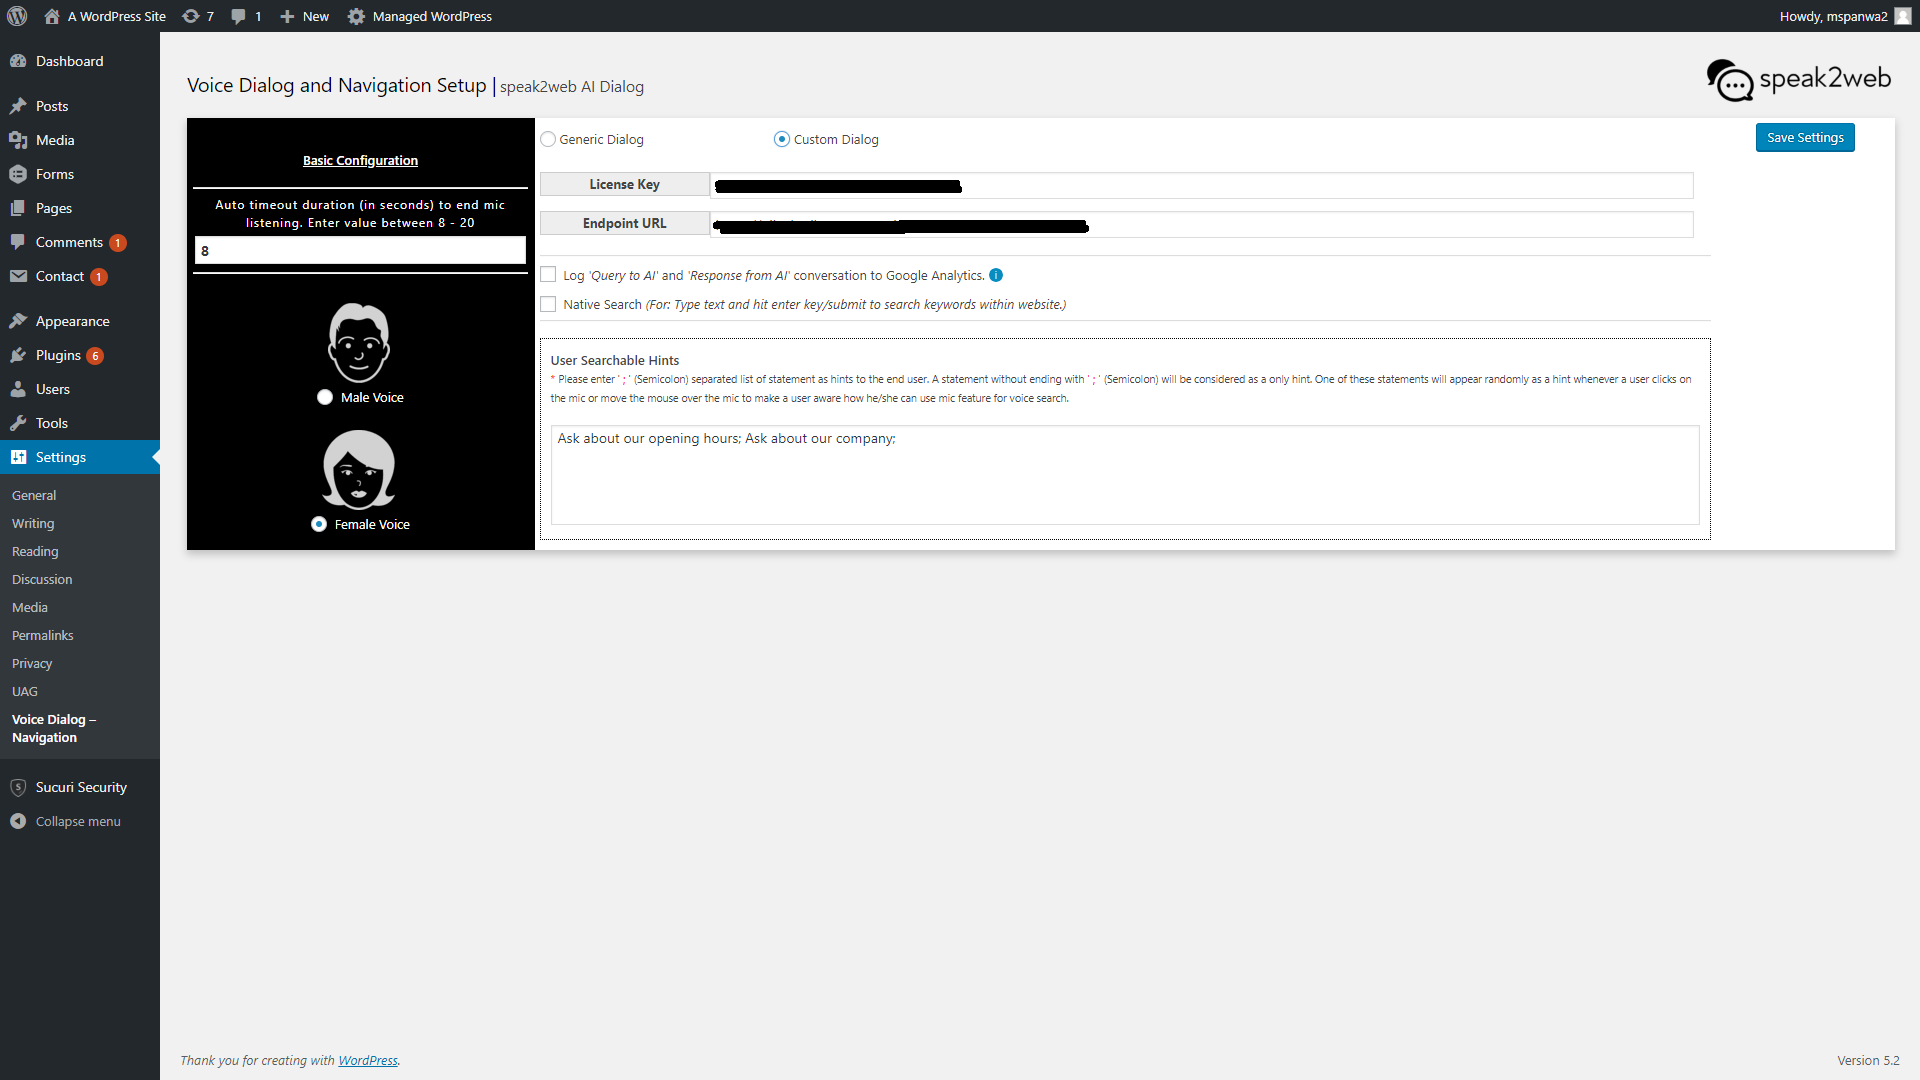 A WordPress Site 7 1 New Managed WordPress Howdy, mspanwa2
Dashboard
Posts
Media
Forms
Pages
Comments 1
Contact 1
Appearance
Plugins 6
Users
Tools
Settings
General
Writing
Reading
Discussion
Media
Permalinks
Privacy
UAG
Voice Dialog –
Navigation
Sucuri Security
Collapse menu
Voice Dialog and Navigation Setup | speak2web AI Dialog
speak2web
Basic Configuration
Auto timeout duration (in seconds) to end mic
listening. Enter value between 8 - 20
8
Male Voice
Female Voice
Generic Dialog Custom Dialog
Save Settings
License Key
Endpoint URL
Log 'Query to AI' and 'Response from AI' conversation to Google Analytics. i
Native Search (For: Type text and hit enter key/submit to search keywords within website.)
User Searchable Hints
* Please enter ' ; ' (Semicolon) separated list of statement as hints to the end user. A statement without ending with ' ; ' (Semicolon) will be considered as a only hint. One of these statements will appear randomly as a hint whenever a user clicks on
the mic or move the mouse over the mic to make a user aware how he/she can use mic feature for voice search.
Ask about our opening hours; Ask about our company;
Thank you for creating with WordPress.
Version 5.2